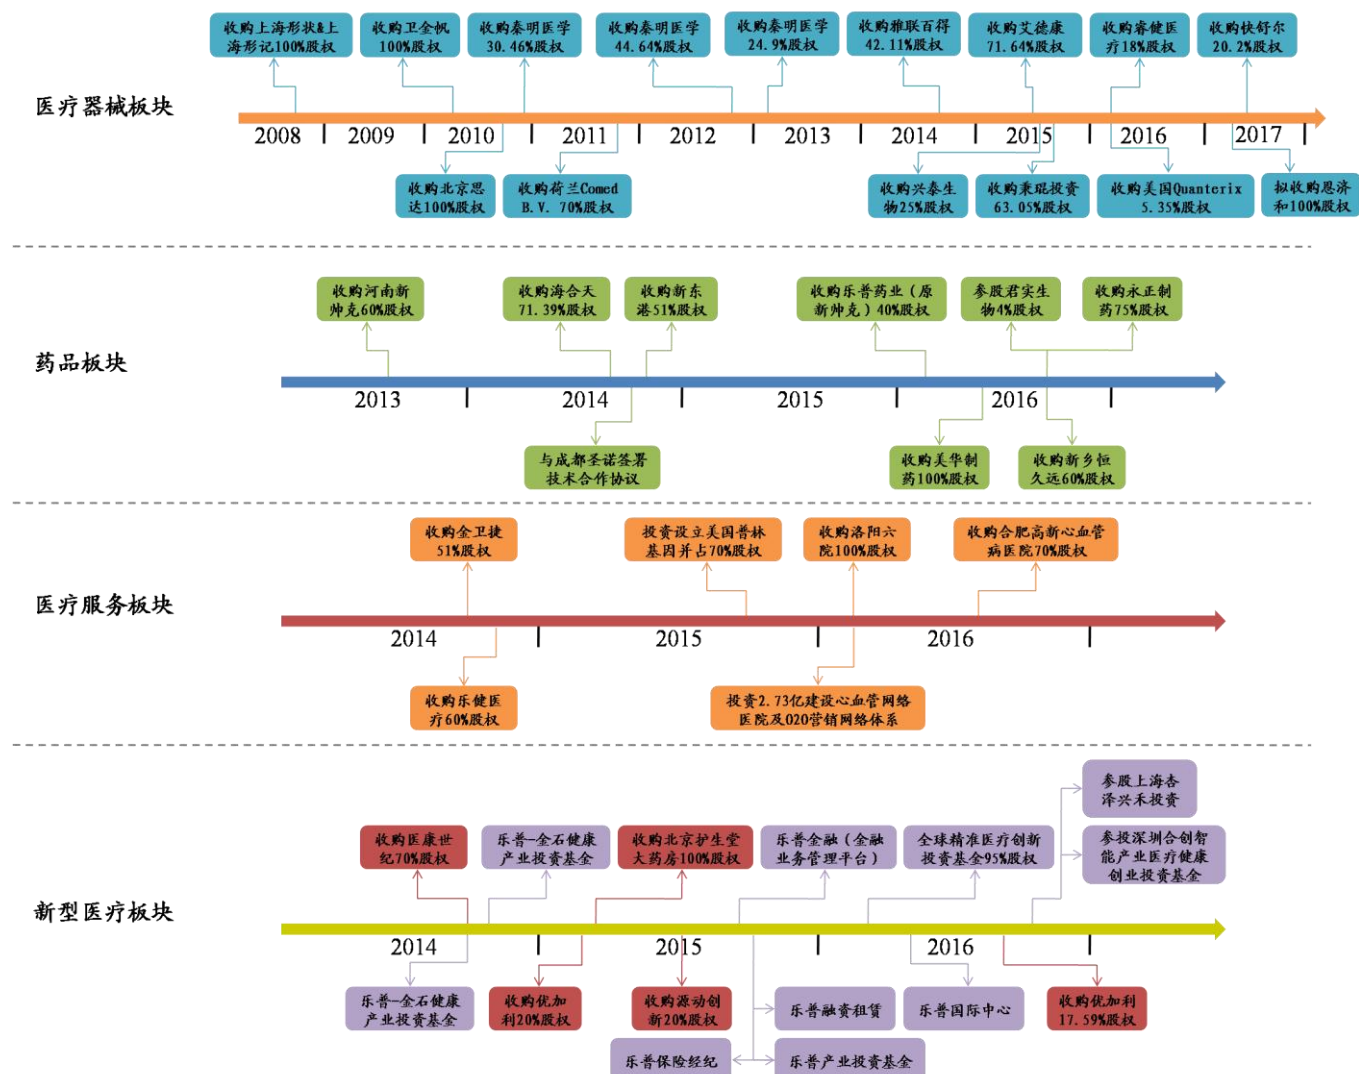 收购上海形状&上
海形记100%股权
收购卫金帆
100%股权
收购秦明医学
30.46%股权
收购秦明医学
44.64%股权
收购秦明医学
24.9%股权
收购雅联百得
42.11%股权
收购艾德康
71.64%股权
收购睿健医
疗18%股权
收购快舒尔
20.2%股权
医疗器械板块
2008
2009
2010
2011
2012
2013
2014
2015
2016
2017
收购北京思
达100%股权
收购荷兰Comed
B.V. 70%股权
收购兴泰生
物25%股权
收购秉琨投资
63.05%股权
收购美国Quanterix
5.35%股权
拟收购恩济
和100%股权
收购河南新
帅克60%股权
收购海合天
71.39%股权
收购新东
港51%股权
收购乐普药业（原
新帅克）40%股权
参股君实生
物4%股权
收购永正制
药75%股权
药品板块
2013
2014
2015
2016
与成都圣诺签署
技术合作协议
收购美华制
药100%股权
收购新乡恒
久远60%股权
收购金卫捷
51%股权
投资设立美国普林
基因并占70%股权
收购洛阳六
院100%股权
收购合肥高新心血管
病医院70%股权
医疗服务板块
2014
2015
2016
收购乐健医
疗60%股权
投资2.73亿建设心血管网络
医院及O2O营销网络体系
参股上海杏
泽兴禾投资
收购医康世
纪70%股权
乐普-金石健康
产业投资基金
收购北京护生堂
大药房100%股权
乐普金融（金融
业务管理平台）
全球精准医疗创新
投资基金95%股权
参投深圳合创智
能产业医疗健康
创业投资基金
新型医疗板块
2014
2015
2016
乐普-金石健康
产业投资基金
收购优加
利20%股权
收购源动创
新20%股权
乐普融资租赁
乐普国际中心
收购优加利
17.59%股权
乐普保险经纪
乐普产业投资基金